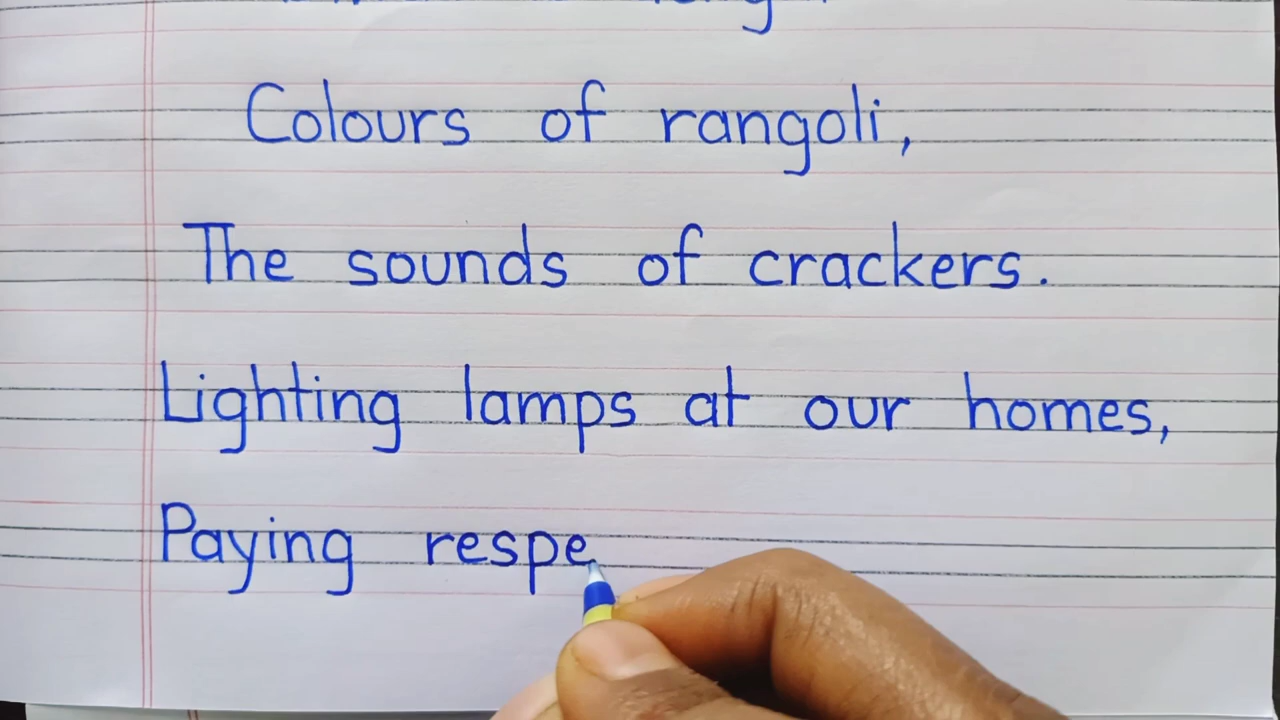 Colours of rangoli,
The sounds of crackers.
Lighting lamps at our homes,
Paying respe